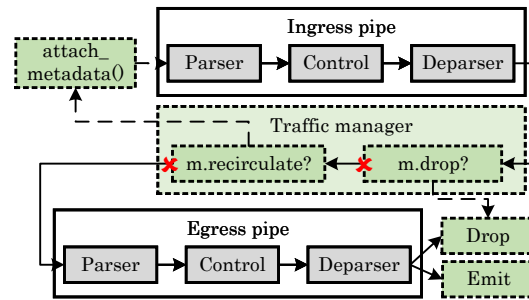 Ingress pipe
attach_
metadata()
Parser
Control
Deparser
Traffic manager
m.recirculate?
m.drop?
Egress pipe
Parser
Control
Deparser
Drop
Emit